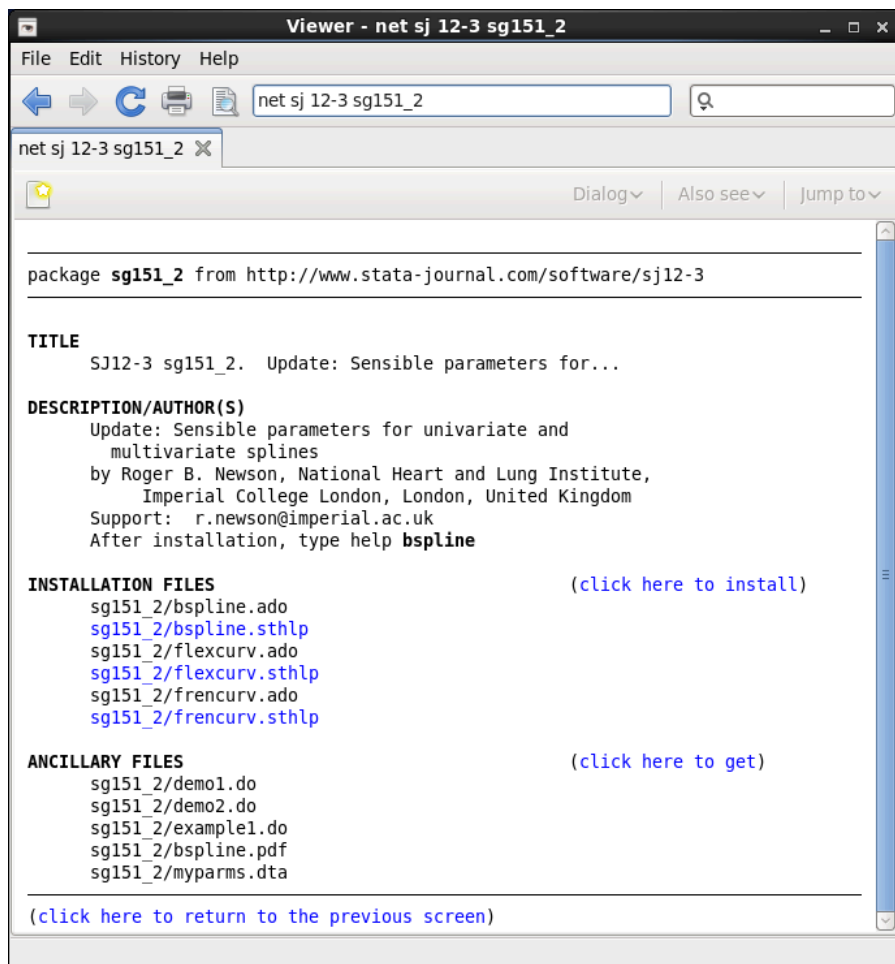 Viewer - net sj 12-3 sg151_2
File Edit History Help
net sj 12-3 sg151_2
net sj 12-3 sg151_2
Dialog Also see Jump to
package sg151_2 from http://www.stata-journal.com/software/sj12-3
TITLE
SJ12-3 sg151_2. Update: Sensible parameters for...
DESCRIPTION/AUTHOR(S)
Update: Sensible parameters for univariate and
multivariate splines
by Roger B. Newson, National Heart and Lung Institute,
Imperial College London, London, United Kingdom
Support: r.newson@imperial.ac.uk
After installation, type help bspline
INSTALLATION FILES (click here to install)
sg151_2/bspline.ado
sg151_2/bspline.sthlp
sg151_2/flexcurv.ado
sg151_2/flexcurv.sthlp
sg151_2/frencurv.ado
sg151_2/frencurv.sthlp
ANCILLARY FILES (click here to get)
sg151_2/demo1.do
sg151_2/demo2.do
sg151_2/example1.do
sg151_2/bspline.pdf
sg151_2/myparms.dta
(click here to return to the previous screen)